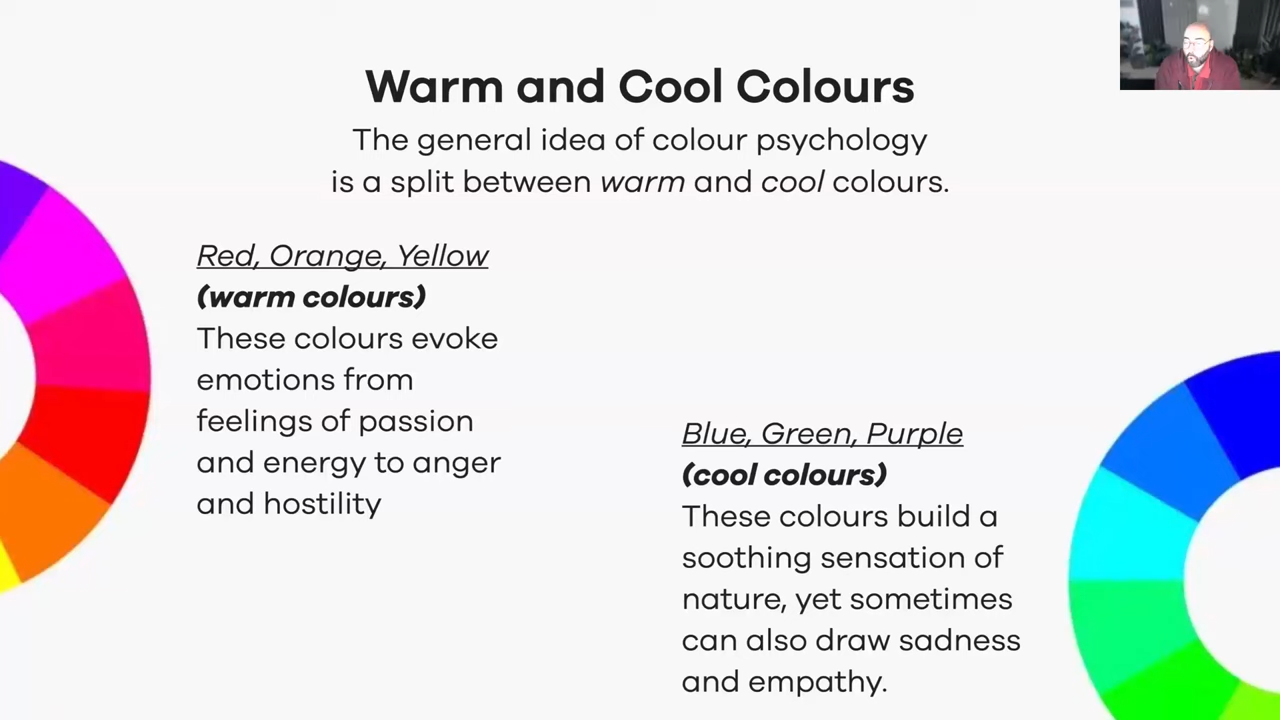 Warm and Cool Colours
The general idea of colour psychology
is a split between warm and cool colours.
Red, Orange, Yellow
(warm colours)
These colours evoke
emotions from
feelings of passion
and energy to anger
and hostility
Blue, Green, Purple
(cool colours)
These colours build a
soothing sensation of
nature, yet sometimes
can also draw sadness
and empathy.